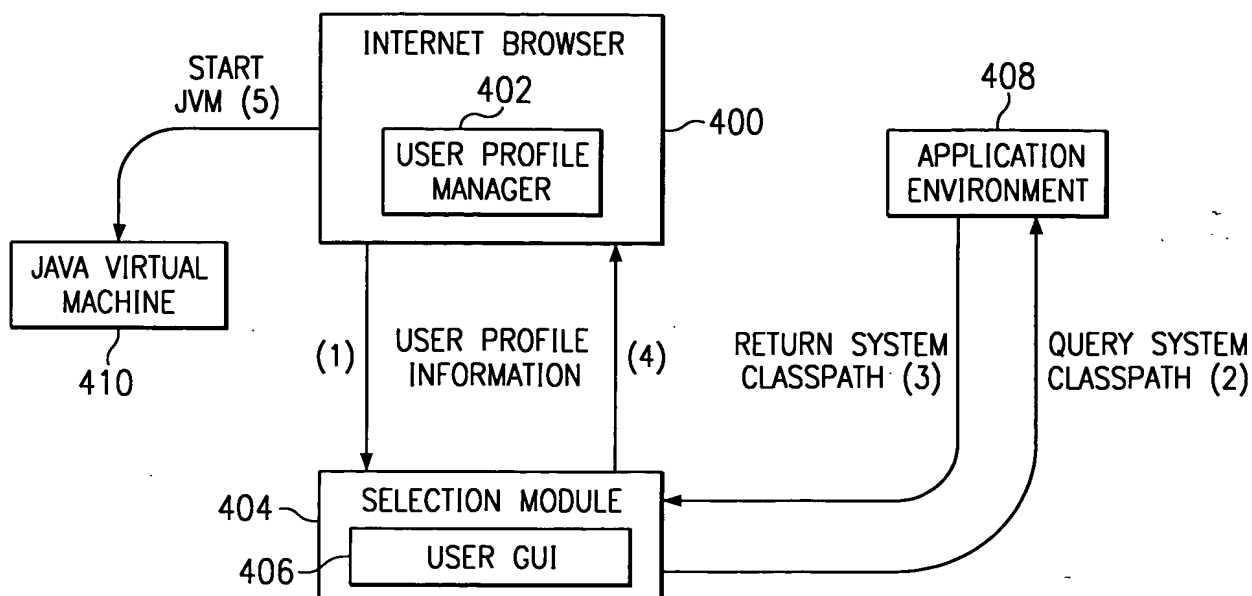 INTERNET BROWSER
START
JVM (5)
402
408
400
USER PROFILE
MANAGER
APPLICATION
ENVIRONMENT
JAVA VIRTUAL
MACHINE
410
(1)
USER PROFILE
INFORMATION
(4)
RETURN SYSTEM
CLASSPATH (3)
QUERY SYSTEM
CLASSPATH (2)
404
SELECTION MODULE
406
USER GUI